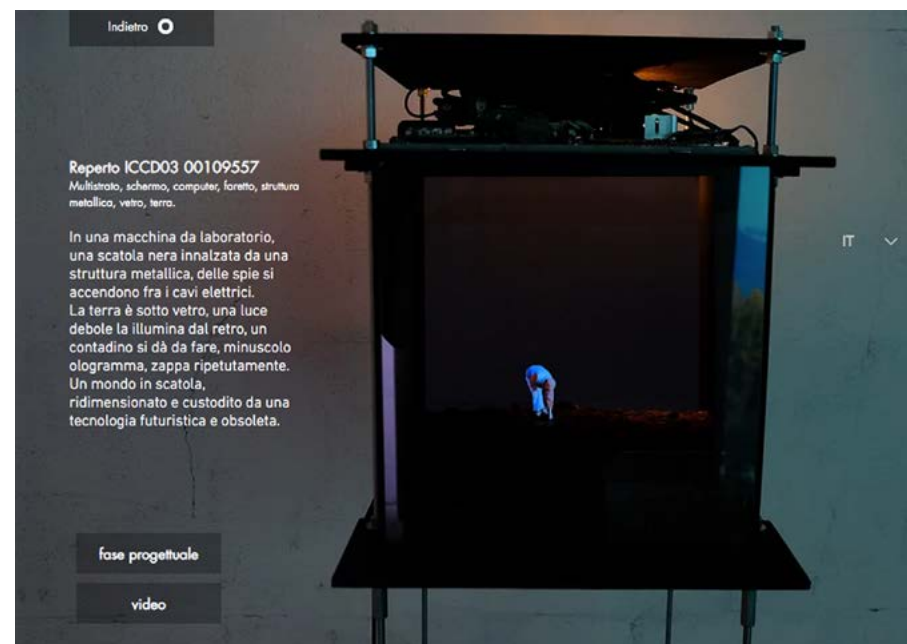 Indietro
Reperto ICCD03 00109557
Multistrato, schermo, computer, faretto, struttura
metallica, vetro, terra.
In una macchina da laboratorio,
una scatola nera innalzata da una
struttura metallica, delle spie si
accendono fra i cavi elettrici.
La terra è sotto vetro, una luce
debole la illumina dal retro, un
contadino si dà da fare, minuscolo
ologramma, zappa ripetutamente.
Un mondo in scatola,
ridimensionato e custodito da una
tecnologia futuristica e obsoleta.
IT
fase progettuale
video